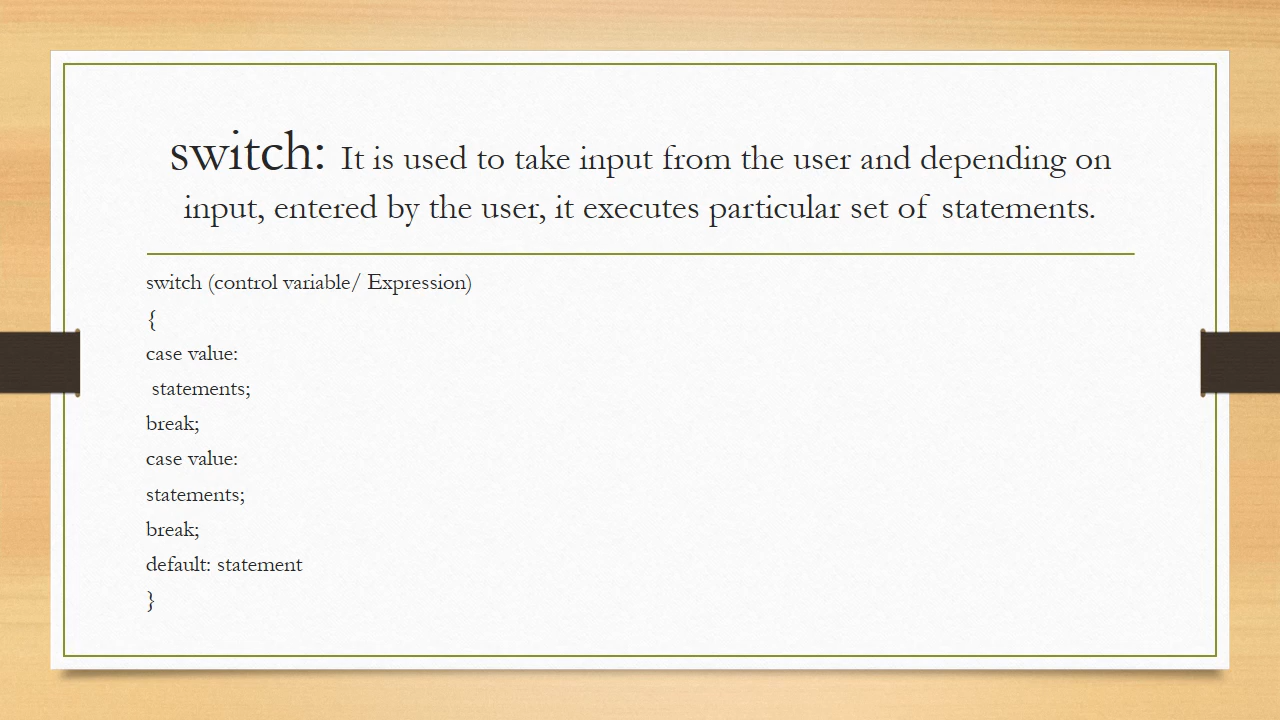 switch: It is used to take input from the user and depending on
input, entered by the user, it executes particular set of statements.
switch (control variable/ Expression)
{
case value:
statements;
break;
case value:
statements;
break;
default: statement
}